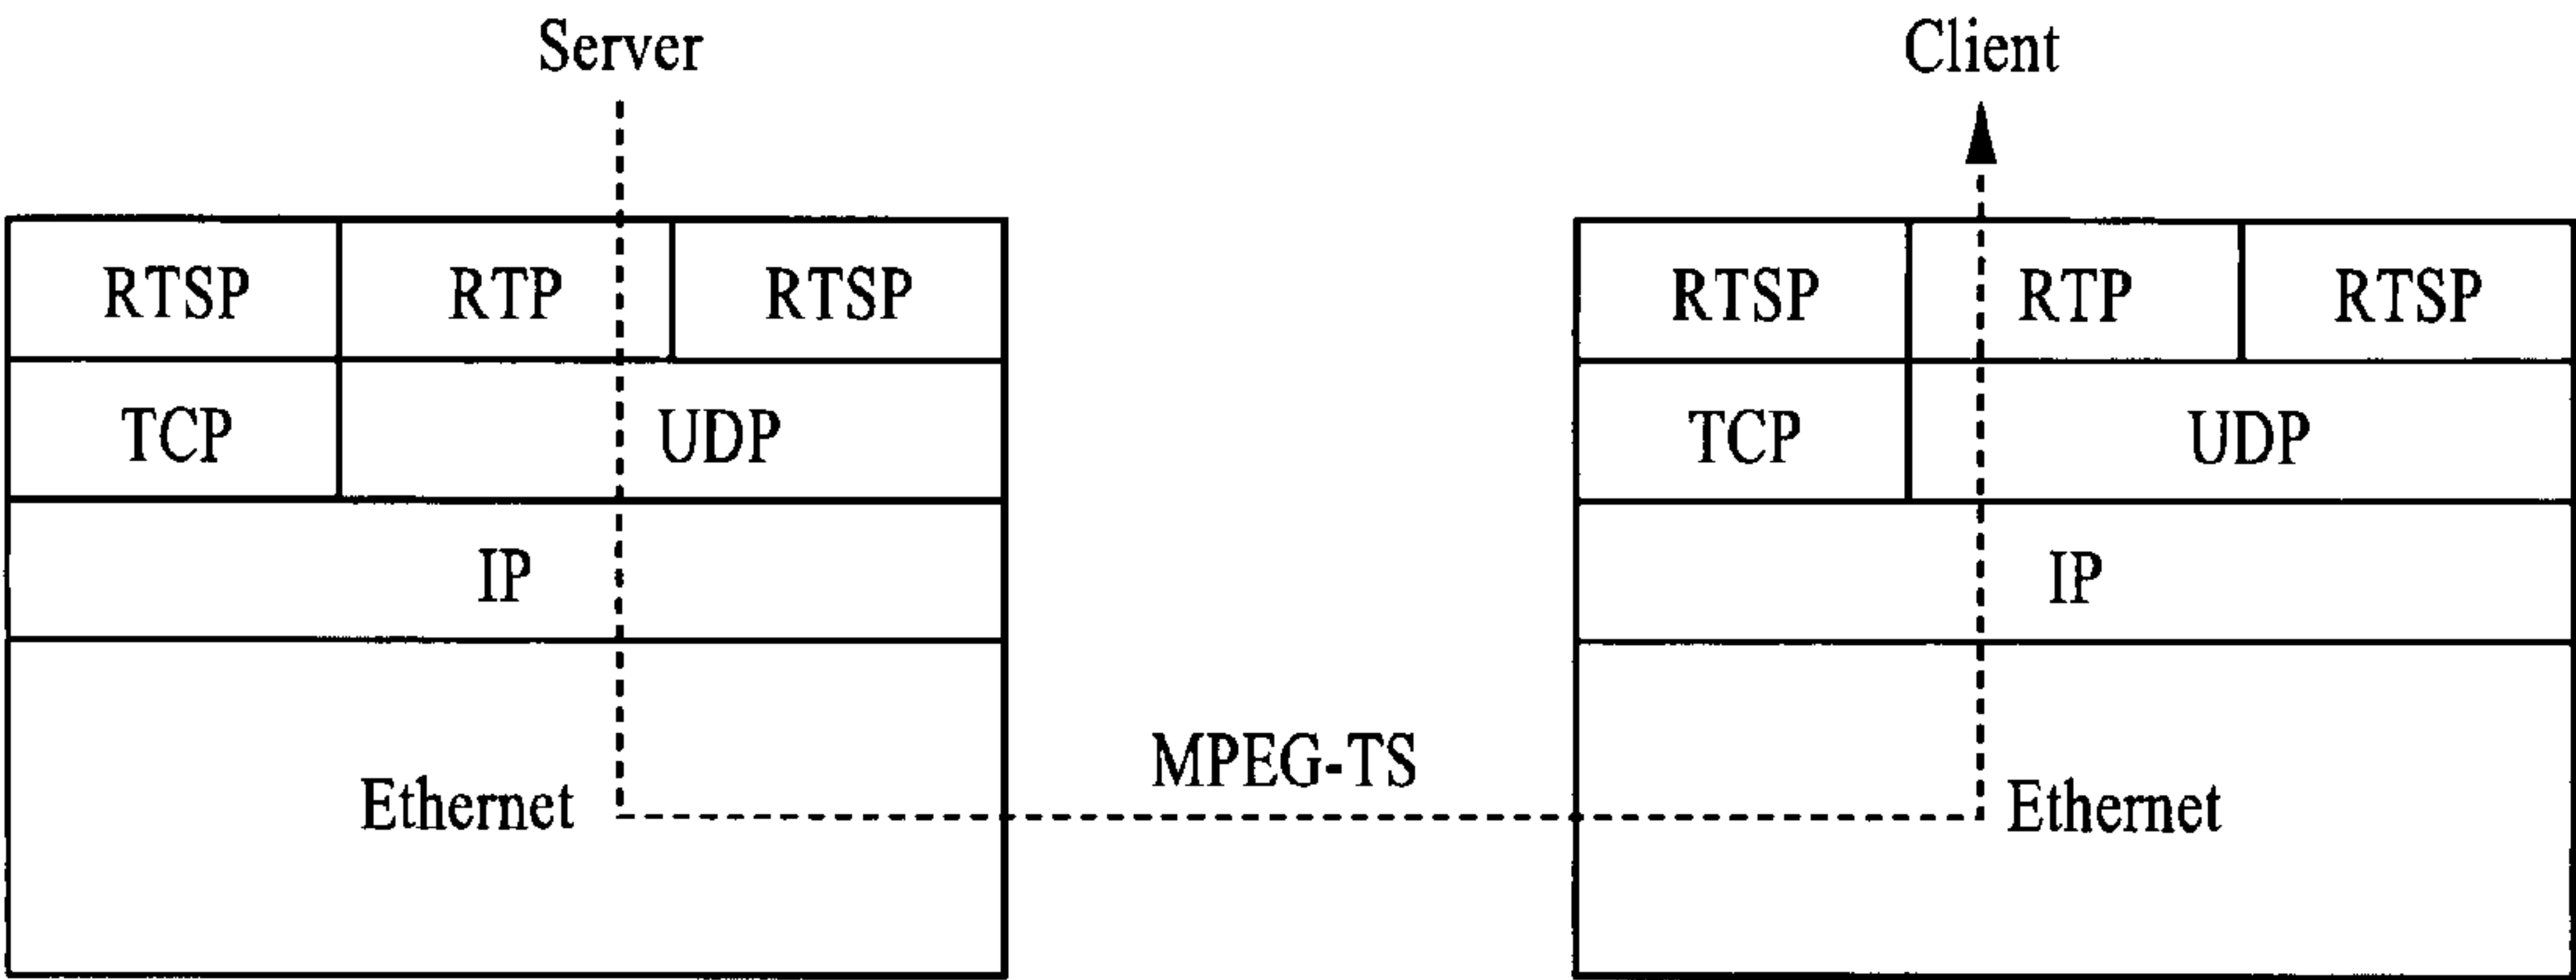 Server
Client
RTSP RTP RTSP
TCP UDP
IP
Ethernet
MPEG-TS
RTSP RTP RTSP
TCP UDP
IP
Ethernet